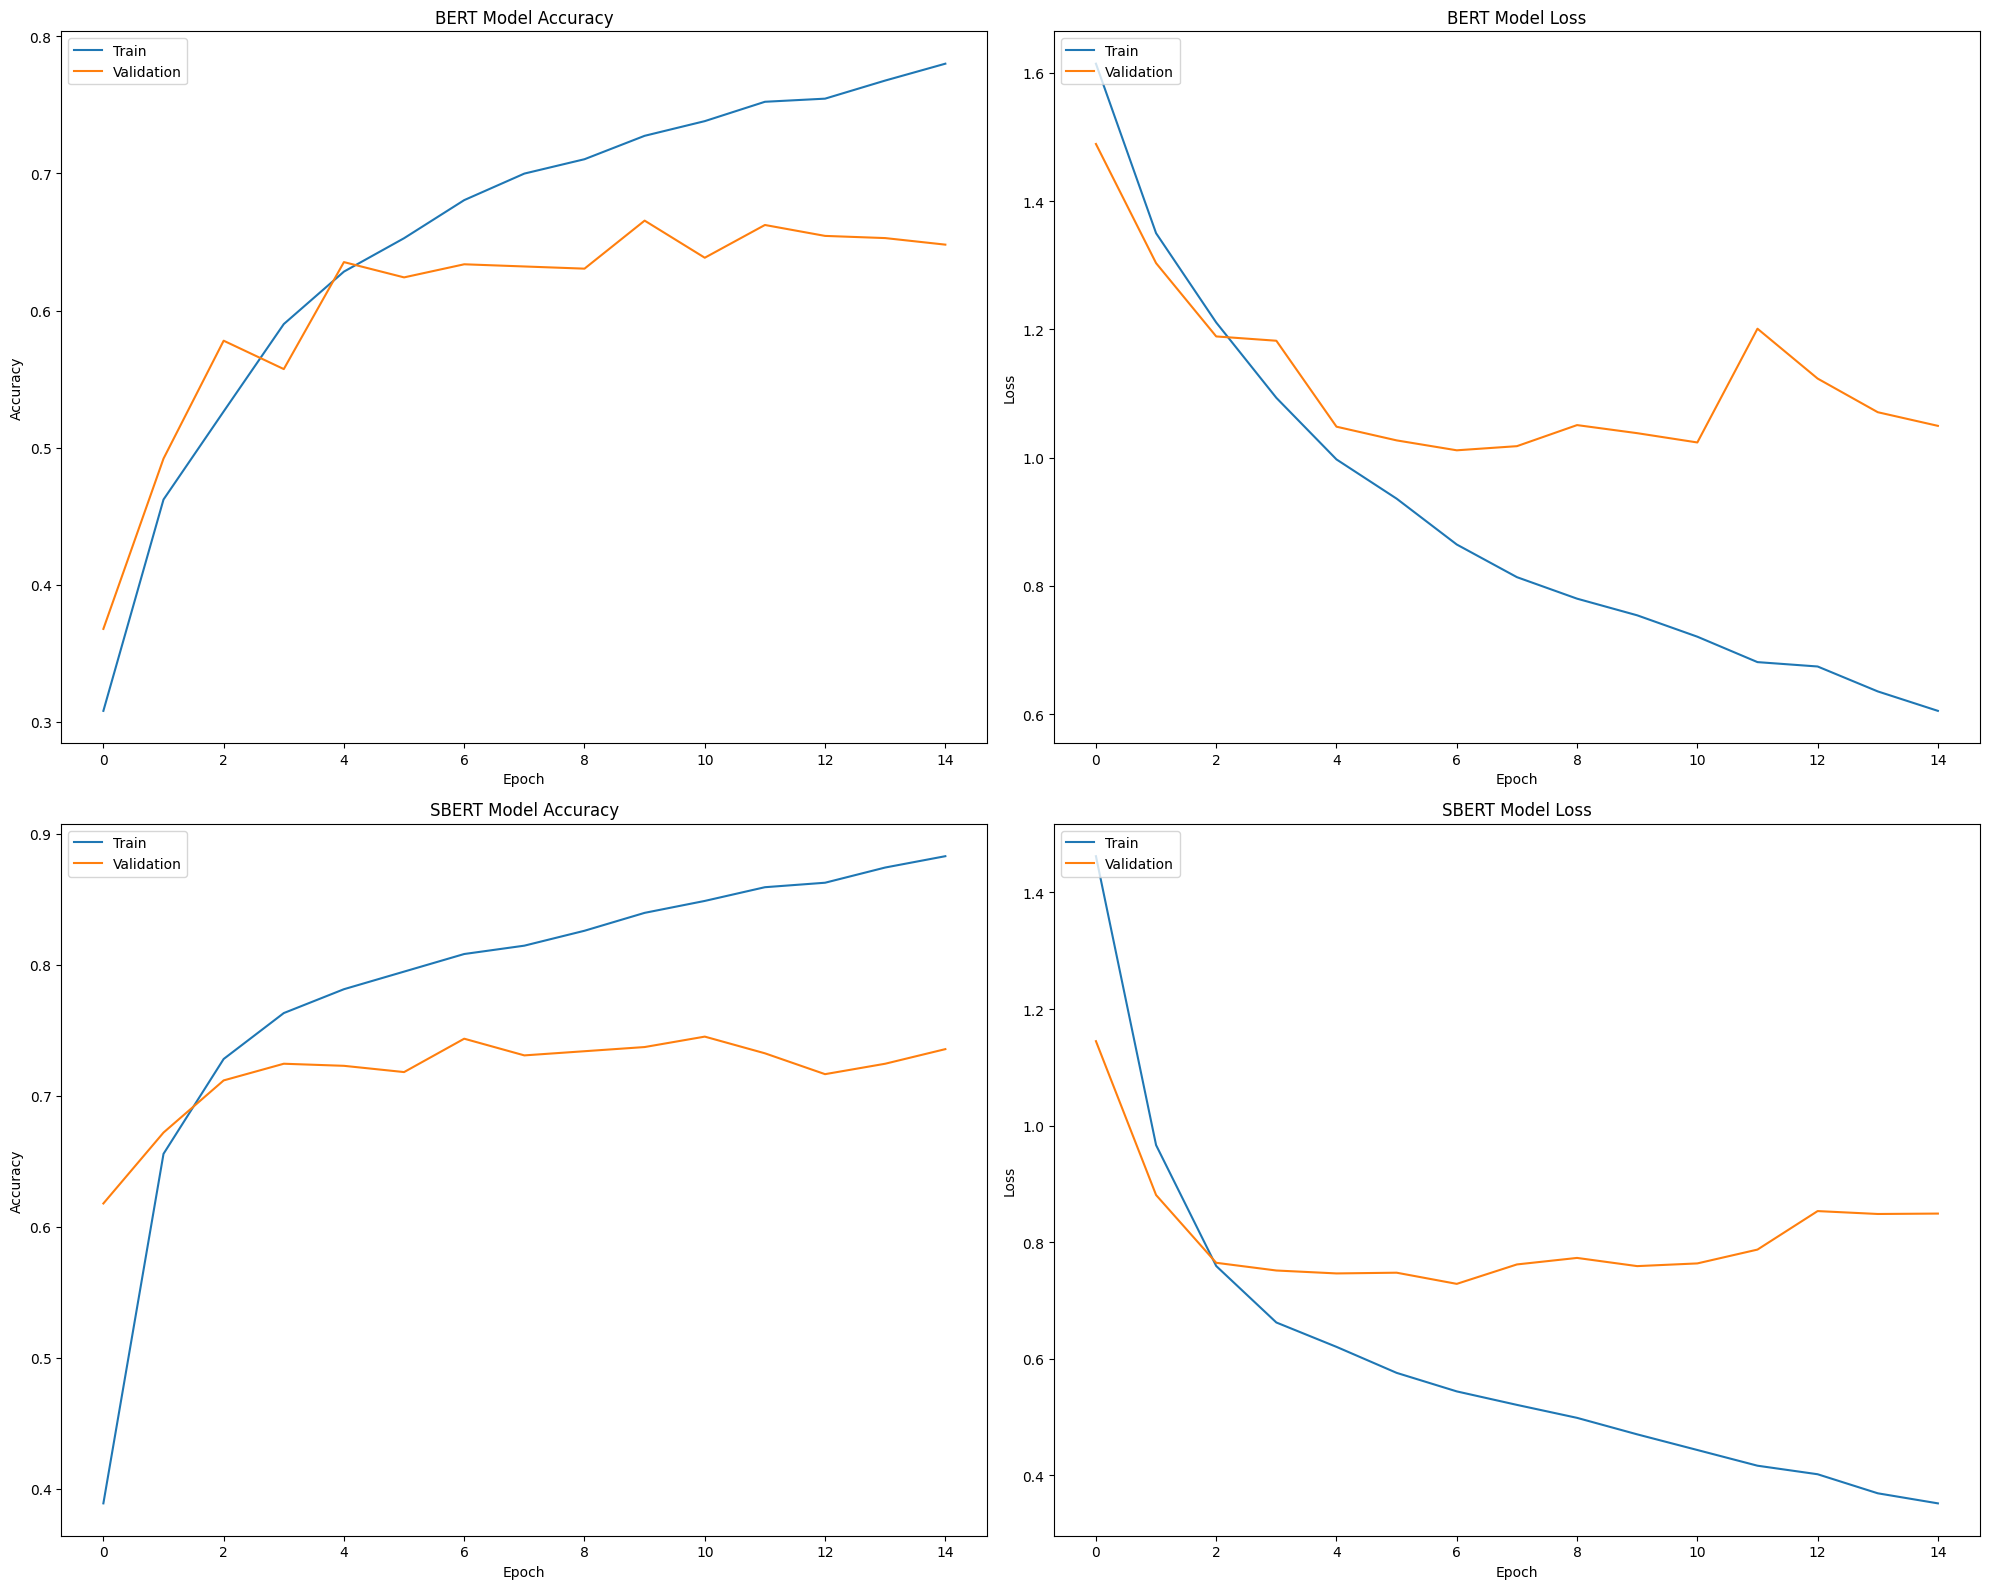 BERT Model Accuracy
Train
Validation
0.8
0.7
0.6
0.5
0.4
0.3
Accuracy
0 2 4 6 8 10 12 14
Epoch
BERT Model Loss
Train
Validation
1.6
1.4
1.2
1.0
0.8
0.6
Loss
0 2 4 6 8 10 12 14
Epoch
SBERT Model Accuracy
Train
Validation
0.9
0.8
0.7
0.6
0.5
0.4
Accuracy
0 2 4 6 8 10 12 14
Epoch
SBERT Model Loss
Train
Validation
1.4
1.2
1.0
0.8
0.6
0.4
Loss
0 2 4 6 8 10 12 14
Epoch